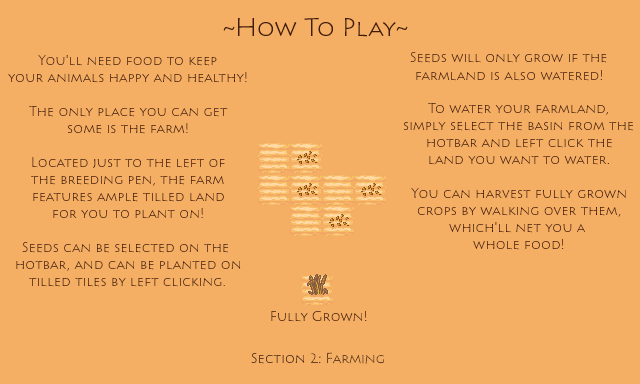 ~How To Play~
You'll need food to keep
your animals happy and healthy!
The only place you can get
some is the farm!
Located just to the left of
the breeding pen, the farm
features ample tilled land
for you to plant on!
Seeds can be selected on the
hotbar, and can be planted on
tilled tiles by left clicking.
Seeds will only grow if the
farmland is also watered!
To water your farmland,
simply select the basin from the
hotbar and left click the
land you want to water.
You can harvest fully grown
crops by walking over them,
which'll net you a
whole food!
Fully Grown!
Section 2: Farming